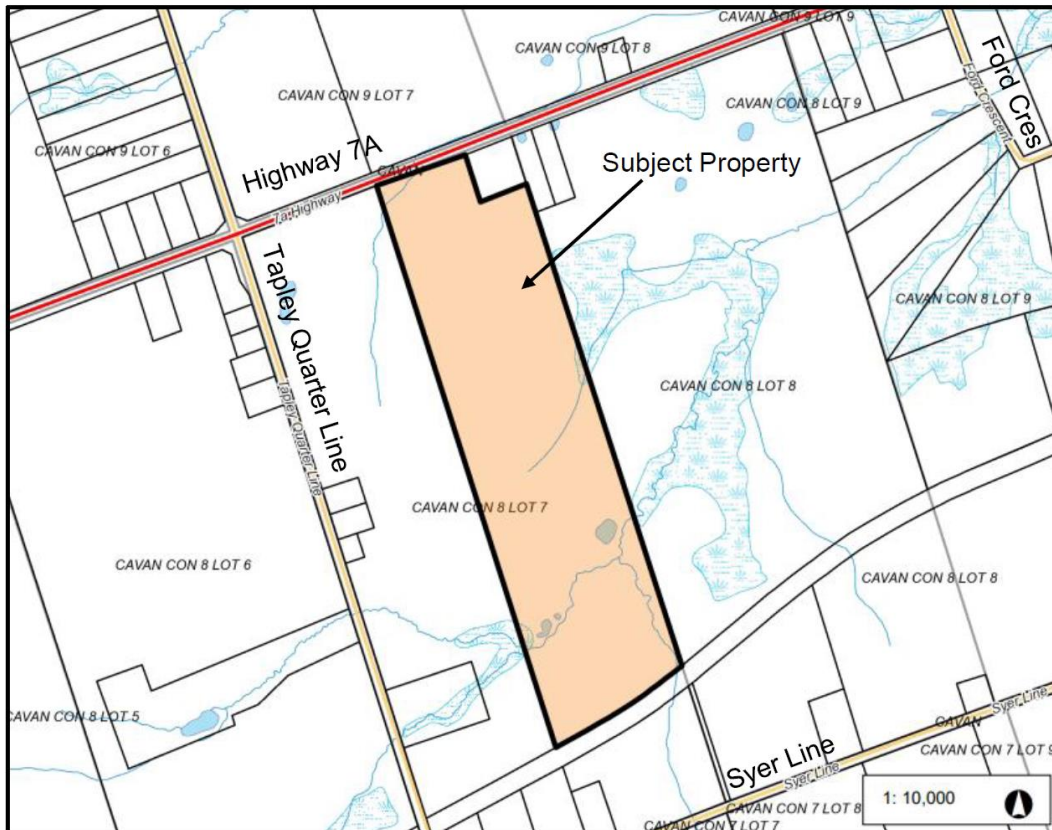 CAVAN CON 9 LOT 9
CAVAN CON 9 LOT 8
Ford Cres
Ford Crescent
CAVAN CON 9 LOT 7
CAVAN CON 8 LOT 9
CAVAN CON 9 LOT 6
Highway 7A
CAVAN
7a Highway
Subject Property
Tapley Quarter Line
Tapley Quarter Line
CAVAN CON 8 LOT 9
CAVAN CON 8 LOT 8
CAVAN CON 8 LOT 7
CAVAN CON 8 LOT 6
CAVAN CON 8 LOT 8
CAVAN CON 8 LOT 5
Syer Line
CAVAN
Syer Line
Syer Line
CAVAN CON 7 LOT 9
1: 10,000
CAVAN CON 7 LOT 8
CAVAN CON 7 LOT 7